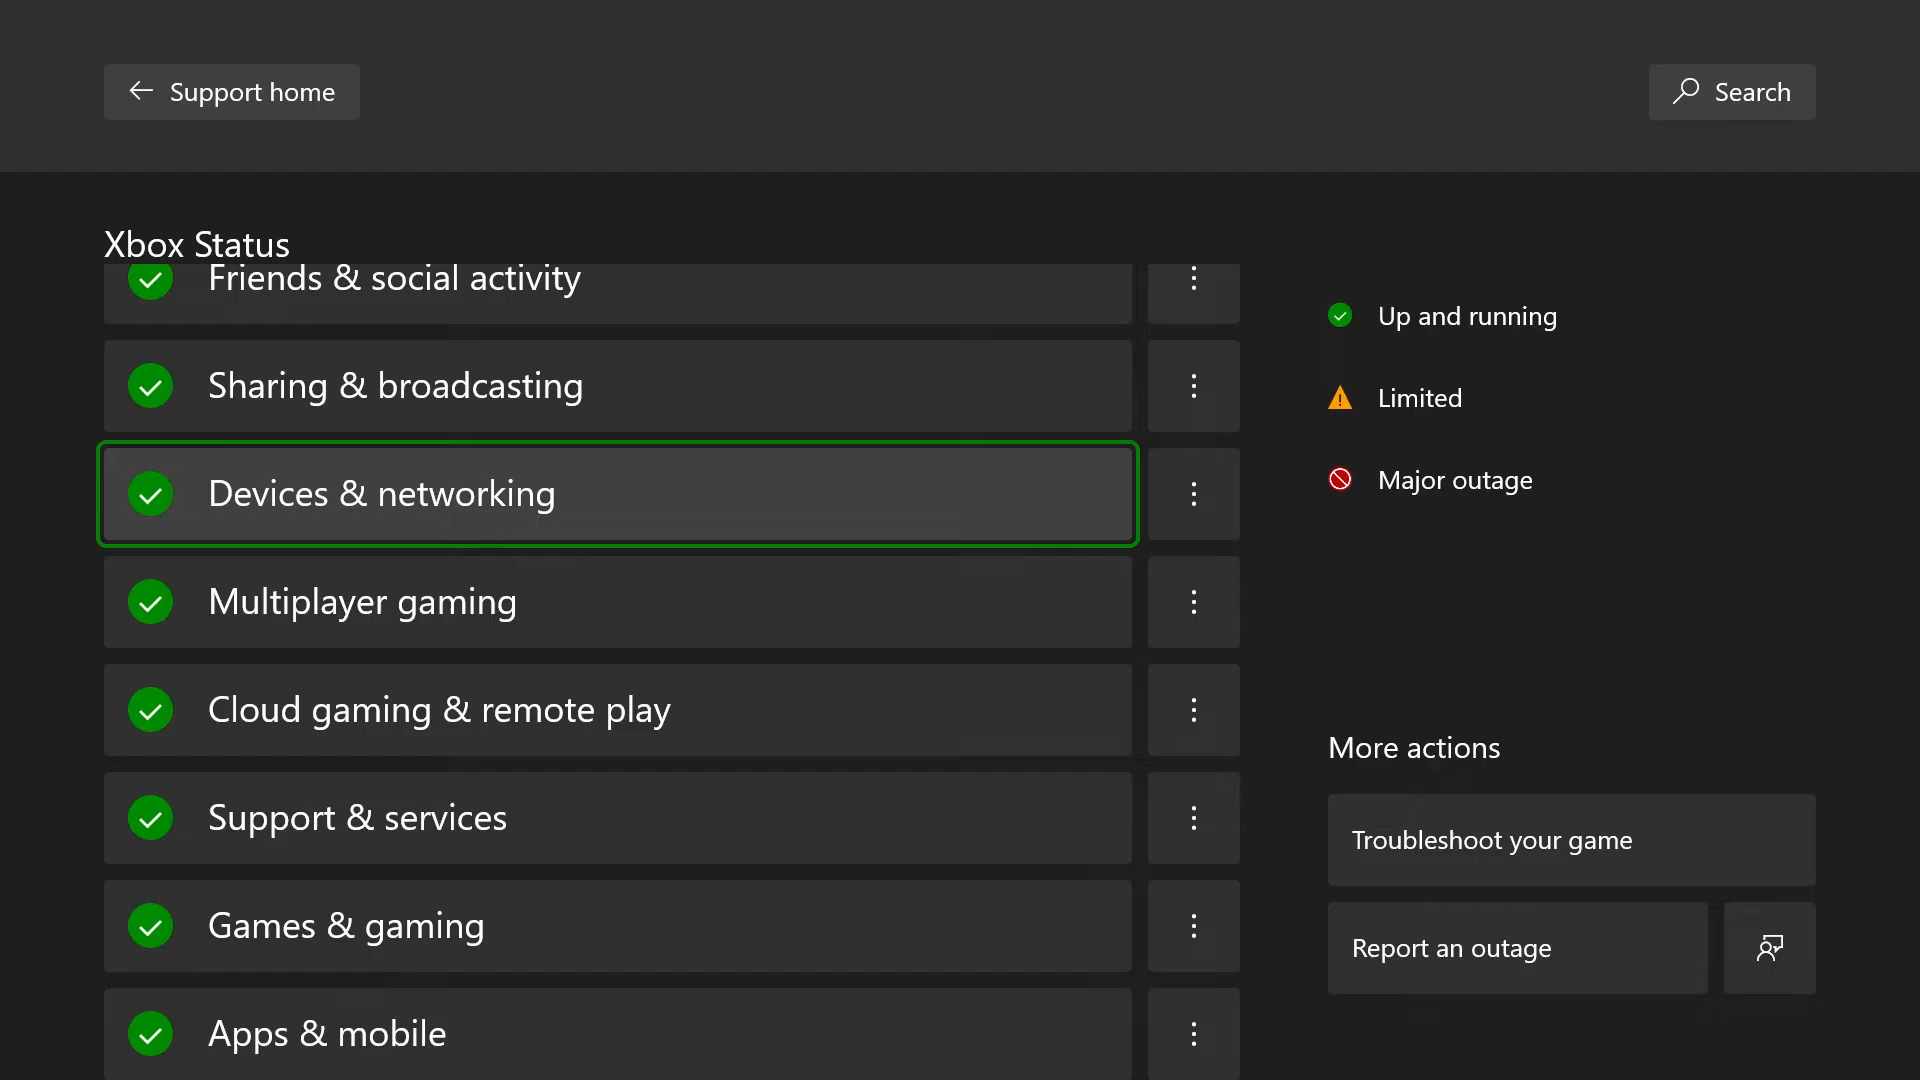 Support home
Search
Xbox Status
Friends & social activity
Sharing & broadcasting
Devices & networking
Multiplayer gaming
Cloud gaming & remote play
Support & services
Games & gaming
Apps & mobile
Up and running
Limited
Major outage
More actions
Troubleshoot your game
Report an outage